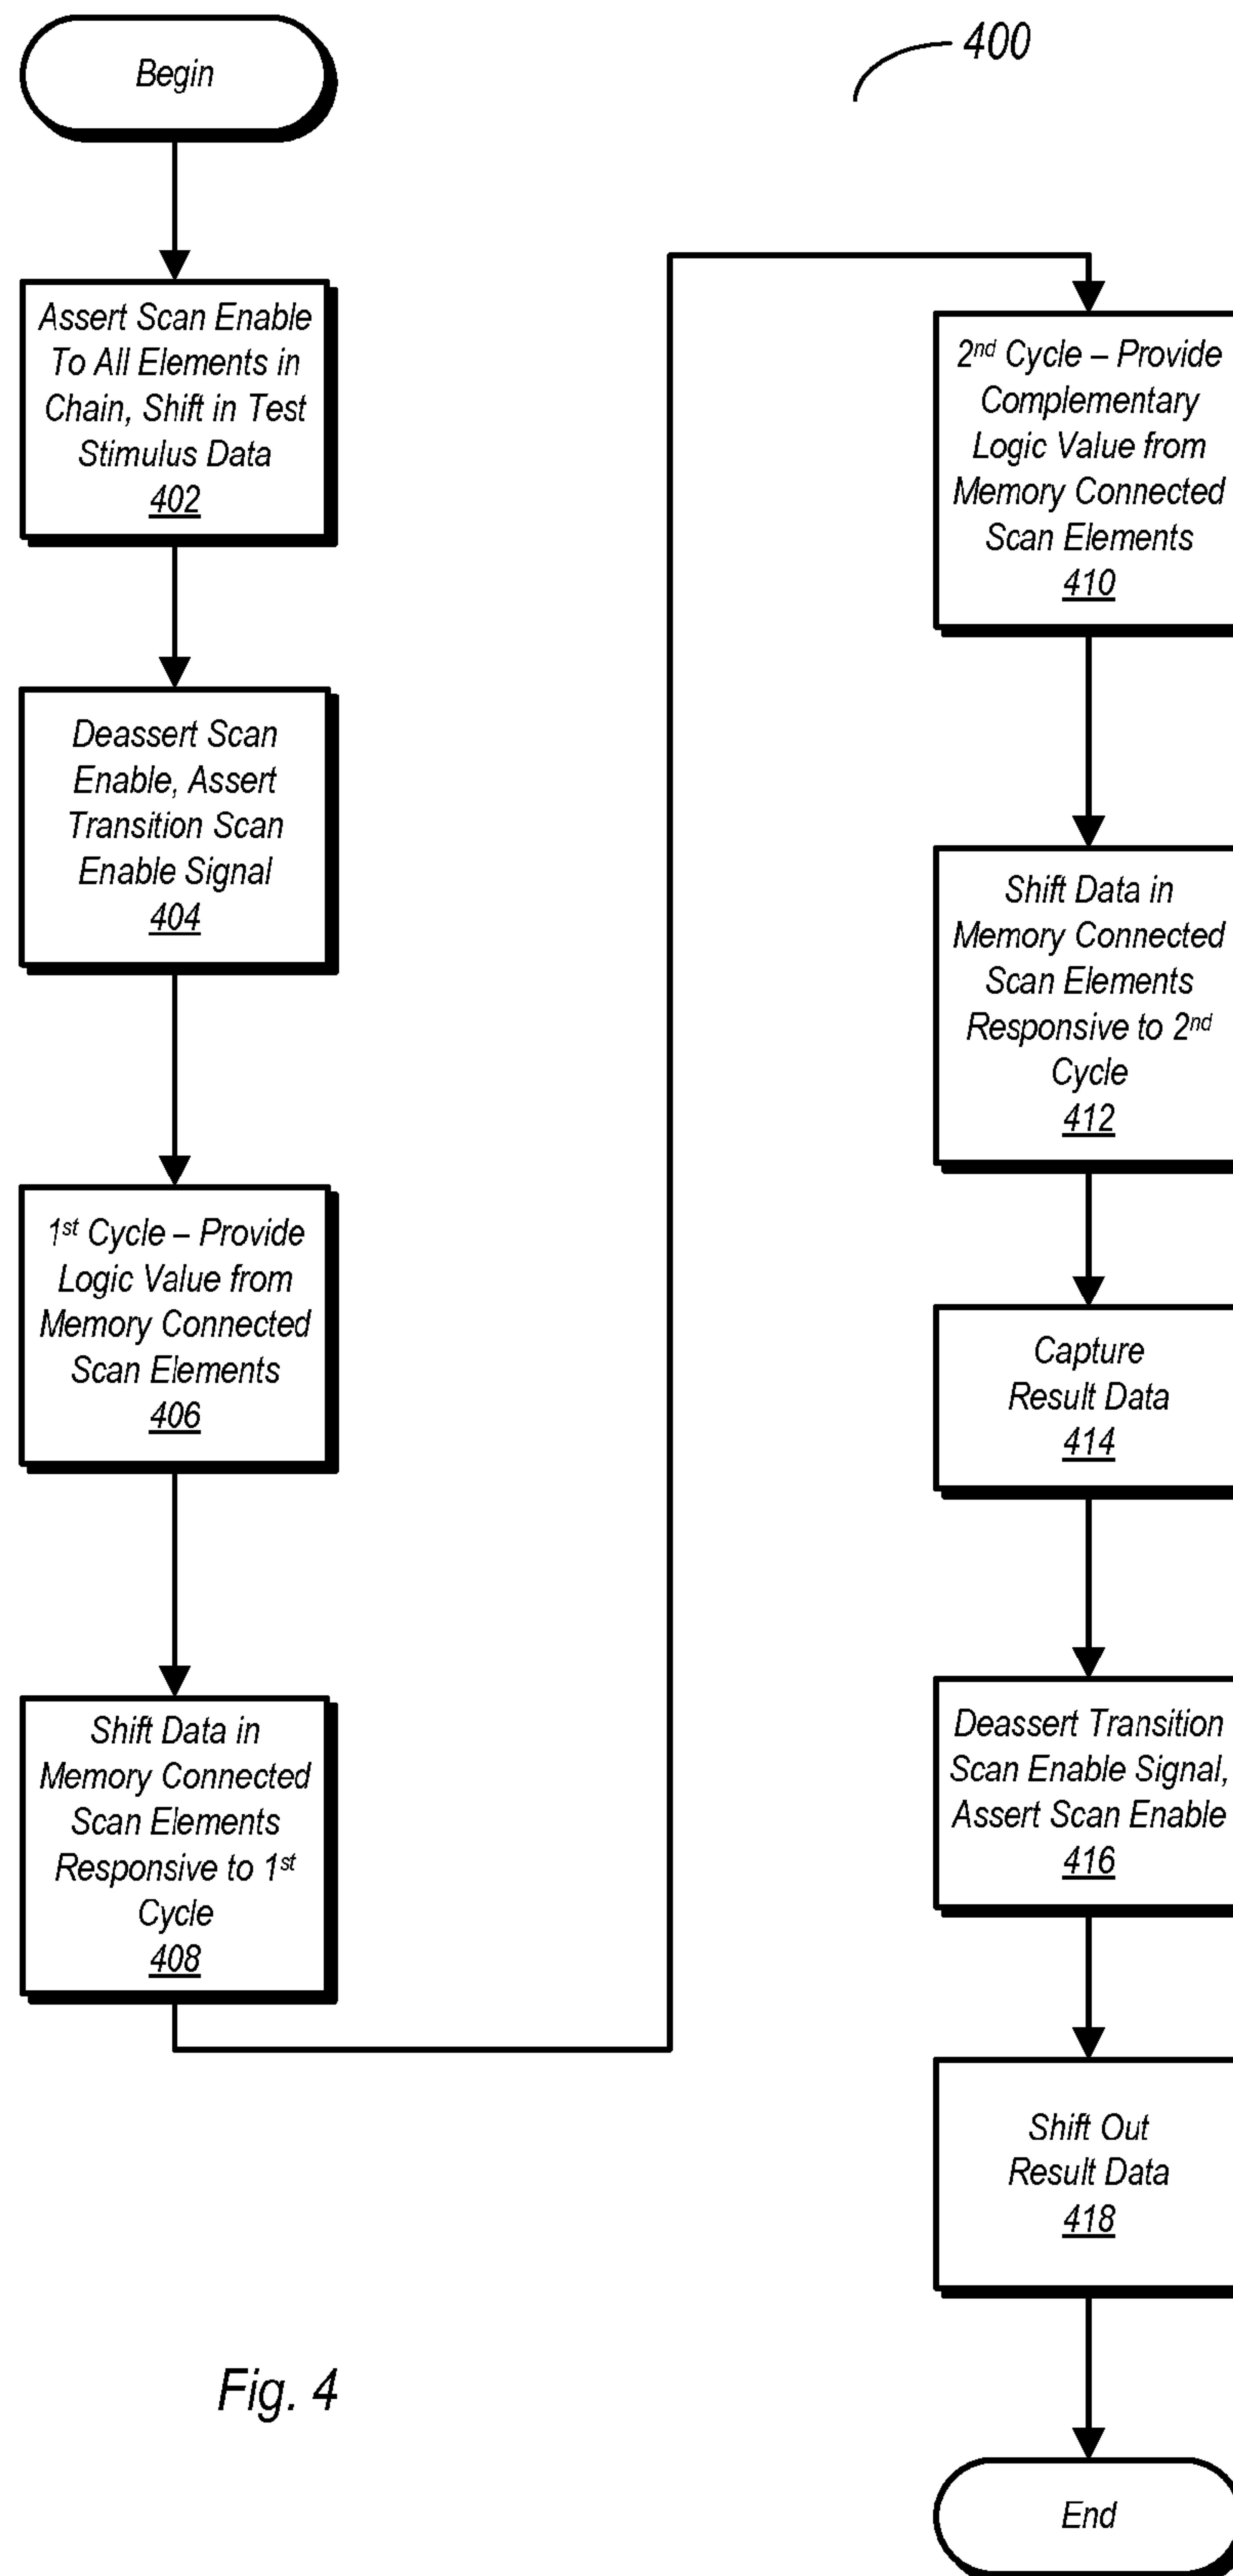 Begin
400
Assert Scan Enable
To All Elements in
Chain, Shift in Test
Stimulus Data
402
Deassert Scan
Enable, Assert
Transition Scan
Enable Signal
404
1st Cycle – Provide
Logic Value from
Memory Connected
Scan Elements
406
Shift Data in
Memory Connected
Scan Elements
Responsive to 1st
Cycle
408
2nd Cycle – Provide
Complementary
Logic Value from
Memory Connected
Scan Elements
410
Shift Data in
Memory Connected
Scan Elements
Responsive to 2nd
Cycle
412
Capture
Result Data
414
Deassert Transition
Scan Enable Signal,
Assert Scan Enable
416
Shift Out
Result Data
418
End
Fig. 4